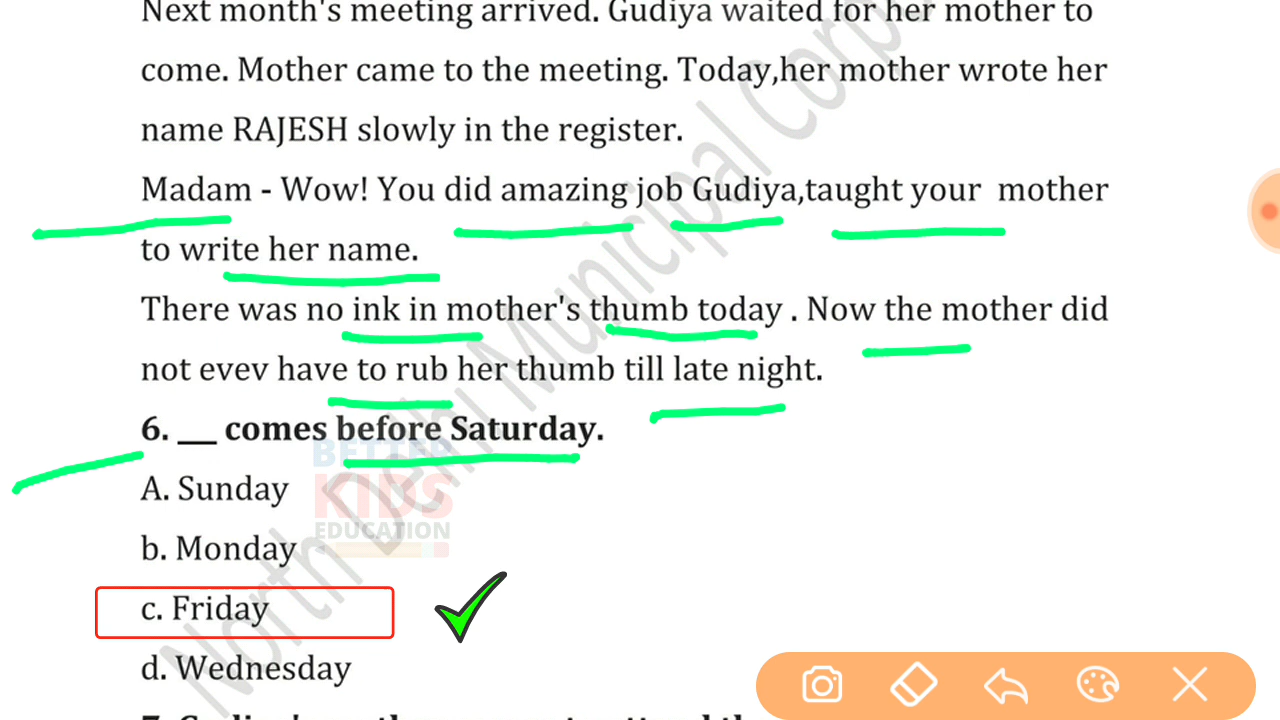 Next month's meeting arrived. Gudiya waited for her mother to
come. Mother came to the meeting. Today,her mother wrote her
name RAJESH slowly in the register.
Madam - Wow! You did amazing job Gudiya,taught your mother
to write her name.
There was no ink in mother's thumb today . Now the mother did
not evev have to rub her thumb till late night.
6. __ comes before Saturday.
A. Sunday
b. Monday
c. Friday
d. Wednesday
BETTER
KIDS
EDUCATION
North Delhi Municipal Corp